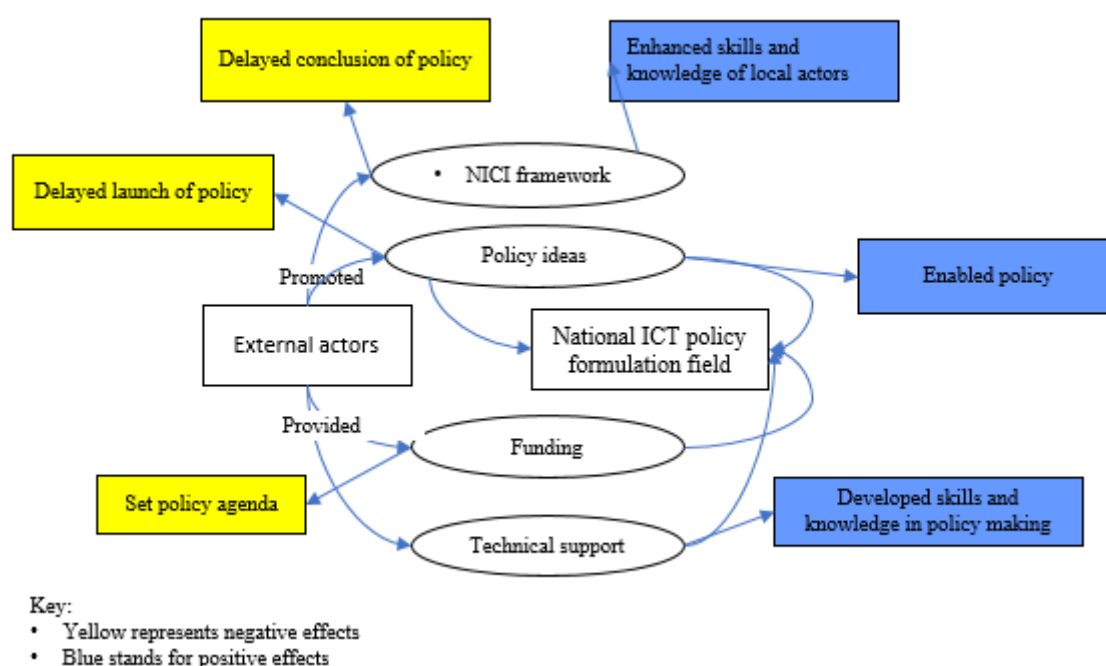 Delayed conclusion of policy
Enhanced skills and
knowledge of local actors
• NICI framework
Delayed launch of policy
Policy ideas
Promoted
Enabled policy
External actors
National ICT policy
formulation field
Provided
Funding
Set policy agenda
Developed skills and
knowledge in policy making
Technical support
Key:
• Yellow represents negative effects
• Blue stands for positive effects